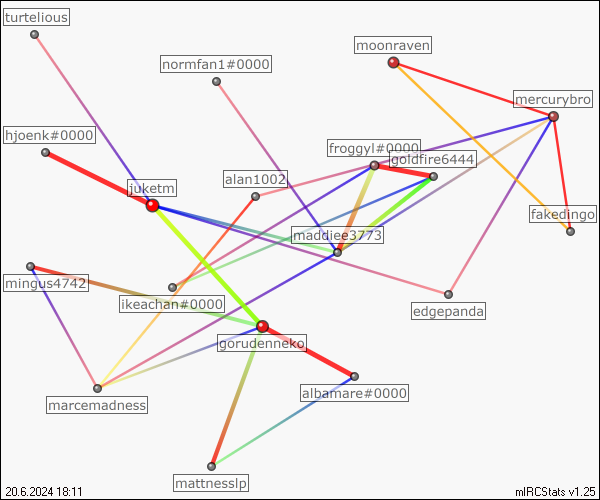 turtelious
moonraven
normfan1#0000
mercurybro
hjoenk#0000
froggyl#0000
goldfire6444
alan1002
juketm
fakedingo
maddiee3773
mingus4742
ikeachan#0000
edgepanda
gorudenneko
albamare#0000
marcemadness
mattnesslp
20.6.2024 18:11
mIRCStats v1.25